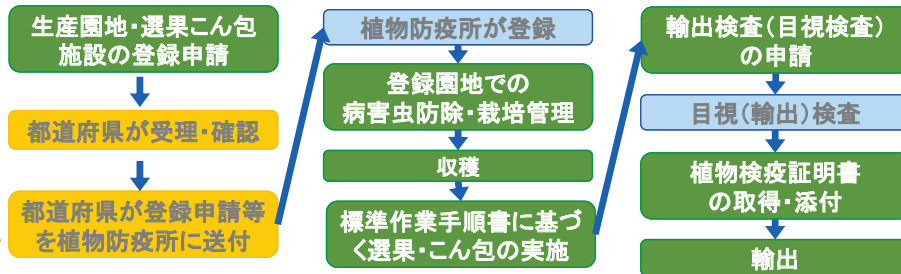 生産園地・選果こん包
施設の登録申請
都道府県が受理・確認
都道府県が登録申請等
を植物防疫所に送付
植物防疫所が登録
登録園地での
病害虫防除・栽培管理
収穫
標準作業手順書に基づ
く選果・こん包の実施
輸出検査(目視検査)
の申請
目視(輸出)検査
植物検疫証明書
の取得・添付
輸出